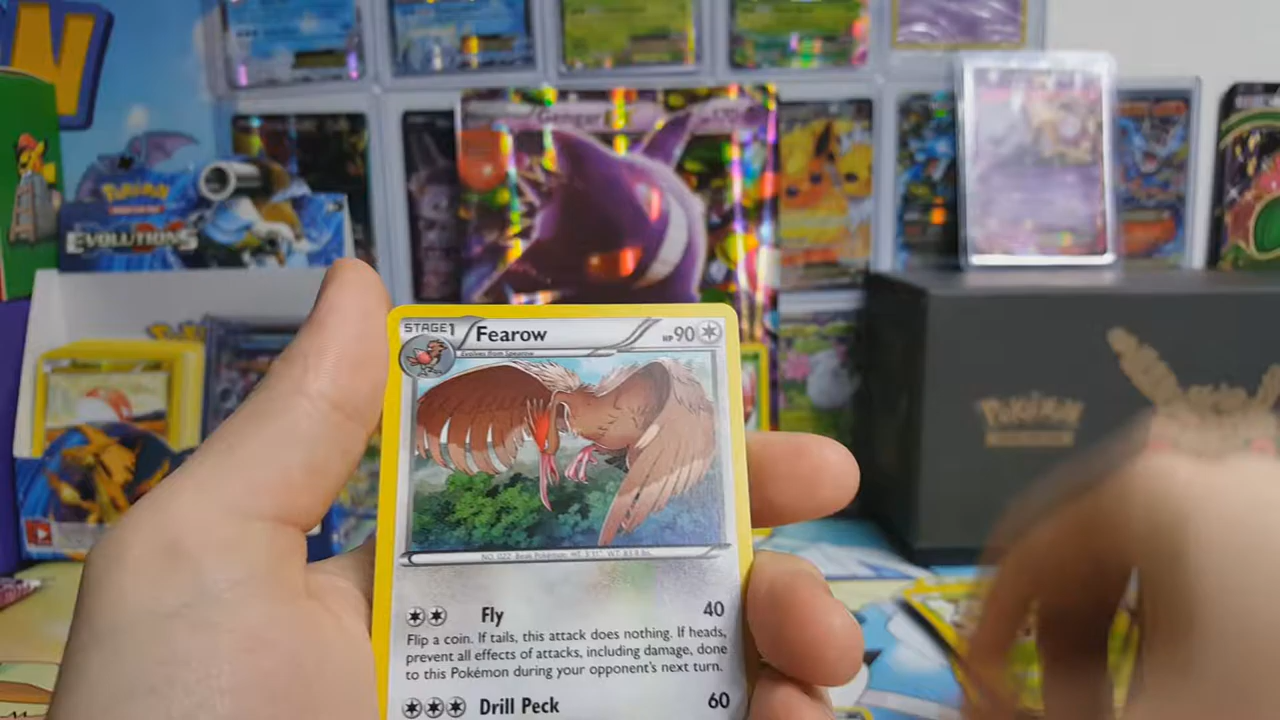 Gengar
POKÉMON
EVOLUTIONS
POKÉMON
STAGE1 Fearow HP90
Evolves from Spearow
NO. 022 Beak Pokémon HT: 3'11" WT: 83.8 lbs.
Fly 40
Flip a coin. If tails, this attack does nothing. If heads,
prevent all effects of attacks, including damage, done
to this Pokémon during your opponent's next turn.
Drill Peck 60